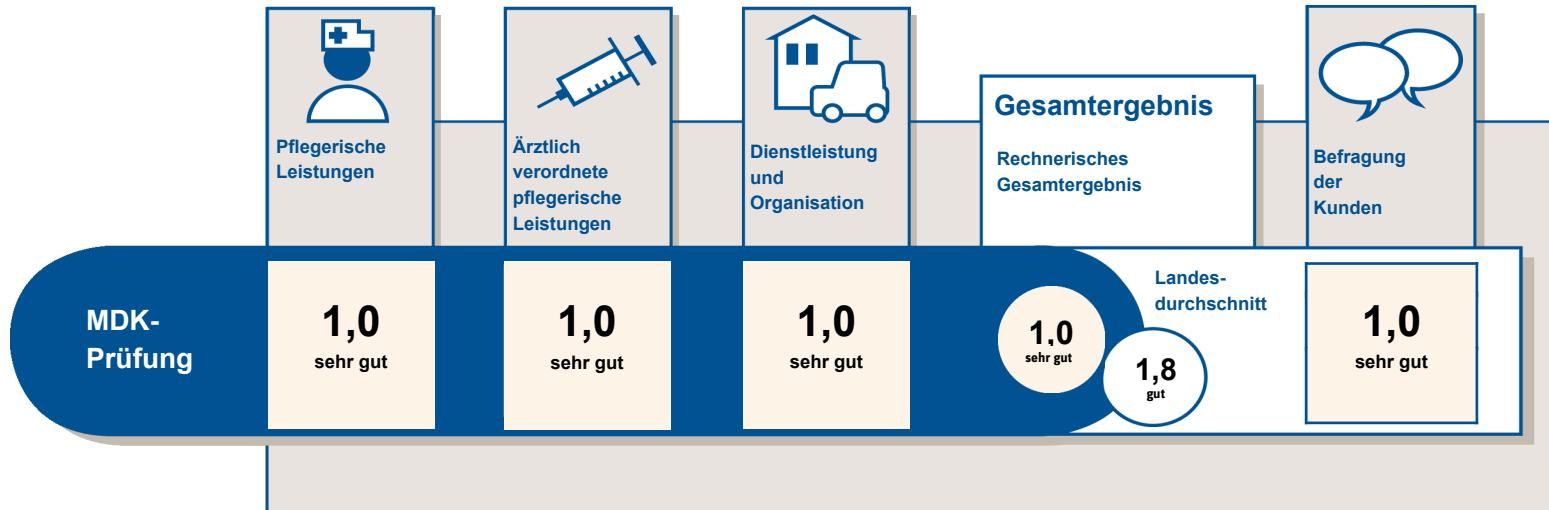 Pflegerische
Leistungen
Ärztlich
verordnete
pflegerische
Leistungen
Dienstleistung
und
Organisation
Gesamtergebnis
Rechnerisches
Gesamtergebnis
Befragung
der
Kunden
MDK-
Prüfung
1,0
sehr gut
1,0
sehr gut
1,0
sehr gut
1,0
sehr gut
Landes-
durchschnitt
1,8
gut
1,0
sehr gut